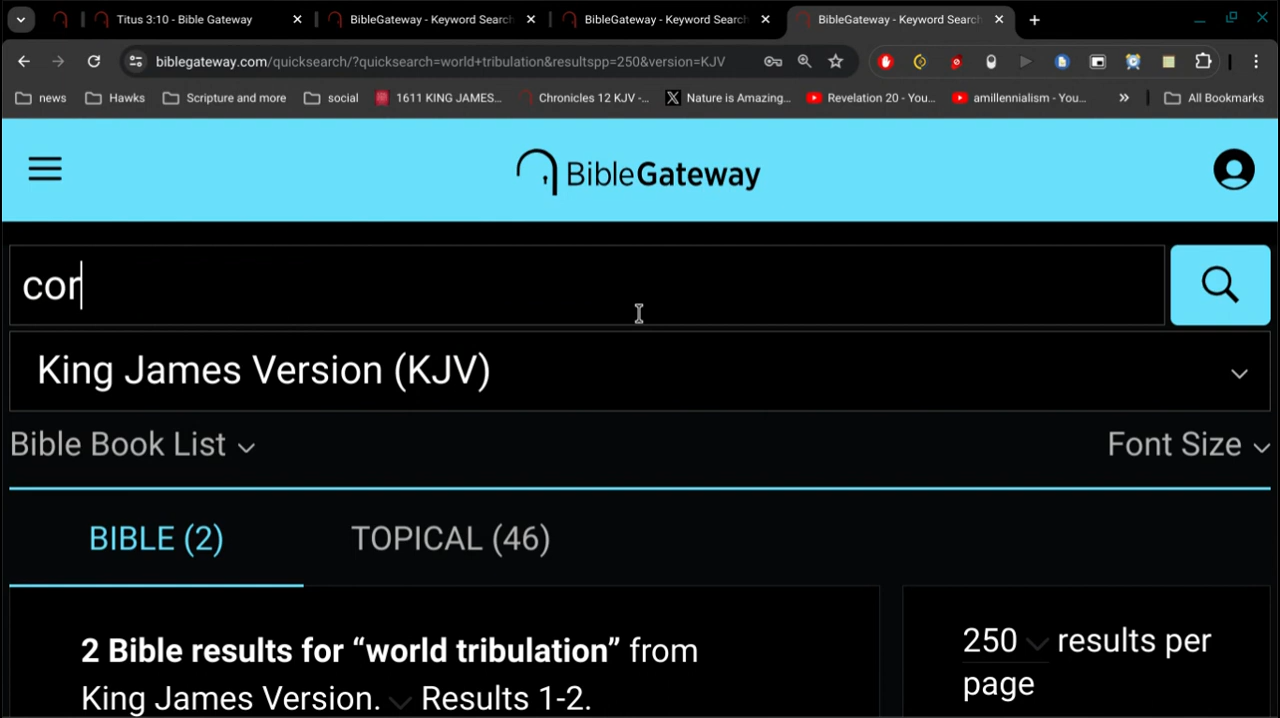 Titus 3:10 - Bible Gateway
BibleGateway - Keyword Search
BibleGateway - Keyword Search
BibleGateway - Keyword Search
biblegateway.com/quicksearch/?quicksearch=world+tribulation&resultspp=250&version=KJV
news
Hawks
Scripture and more
social
1611 KING JAMES...
Chronicles 12 KJV -...
Nature is Amazing...
Revelation 20 - You...
amillennialism - You...
All Bookmarks
BibleGateway
cor
King James Version (KJV)
Bible Book List
Font Size
BIBLE (2)
TOPICAL (46)
2 Bible results for “world tribulation” from
King James Version. Results 1-2.
250 results per
page